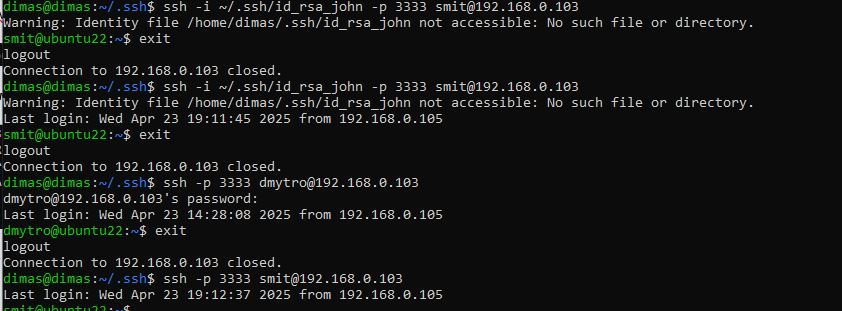 dimas@dimas:~/.ssh$ ssh -i ~/.ssh/id_rsa_john -p 3333 smit@192.168.0.103
Warning: Identity file /home/dimas/.ssh/id_rsa_john not accessible: No such file or directory.
smit@ubuntu22:~$ exit
logout
Connection to 192.168.0.103 closed.
dimas@dimas:~/.ssh$ ssh -i ~/.ssh/id_rsa_john -p 3333 smit@192.168.0.103
Warning: Identity file /home/dimas/.ssh/id_rsa_john not accessible: No such file or directory.
Last login: Wed Apr 23 19:11:45 2025 from 192.168.0.105
smit@ubuntu22:~$ exit
logout
Connection to 192.168.0.103 closed.
dimas@dimas:~/.ssh$ ssh -p 3333 dmytro@192.168.0.103
dmytro@192.168.0.103's password:
Last login: Wed Apr 23 14:28:08 2025 from 192.168.0.105
dmytro@ubuntu22:~$ exit
logout
Connection to 192.168.0.103 closed.
dimas@dimas:~/.ssh$ ssh -p 3333 smit@192.168.0.103
Last login: Wed Apr 23 19:12:37 2025 from 192.168.0.105
smit@ubuntu22:~$